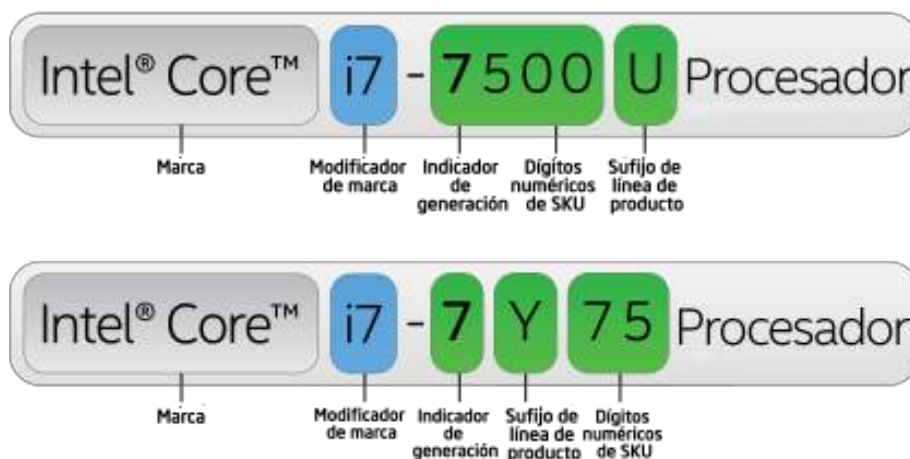 Intel® Core™ i7 - 7500 U Procesador
Marca
Modificador
de marca
Indicador
de
generación
Dígitos
numéricos
de SKU
Sufijo de
línea de
producto
Intel® Core™ i7 - 7 Y 75 Procesador
Marca
Modificador
de marca
Indicador
de
generación
Sufijo de
línea de
producto
Dígitos
numéricos
de SKU